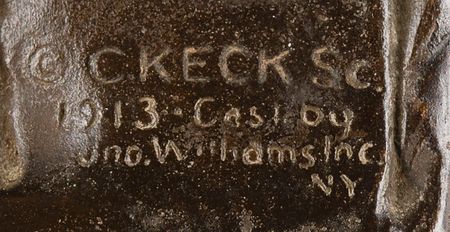 © C. KECK Sc.
1913 - Cast by
Jno. Williams, Inc.
NY